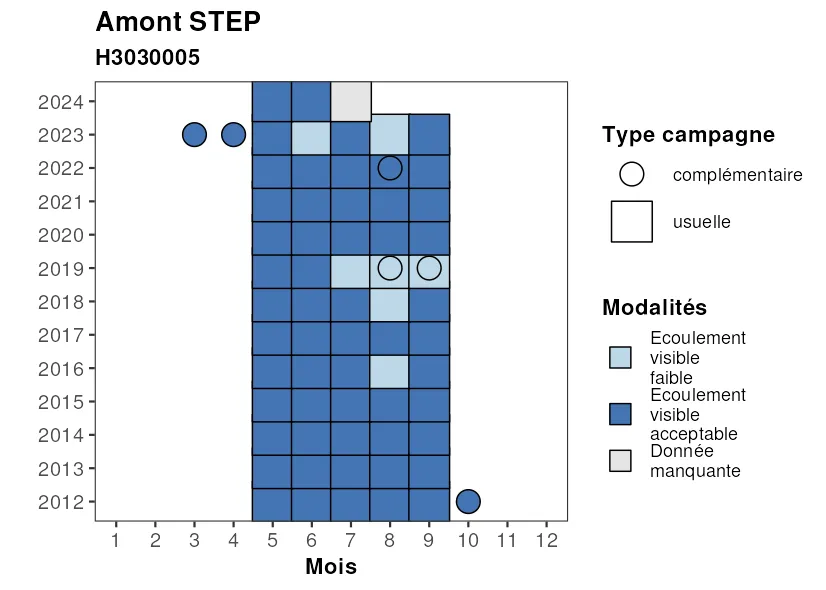 Amont STEP
H3030005
2024
2023
2022
2021
2020
2019
2018
2017
2016
2015
2014
2013
2012
1 2 3 4 5 6 7 8 9 10 11 12
Mois
Type campagne
complémentaire
usuelle
Modalités
Ecoulement
visible
faible
Ecoulement
visible
acceptable
Donnée
manquante